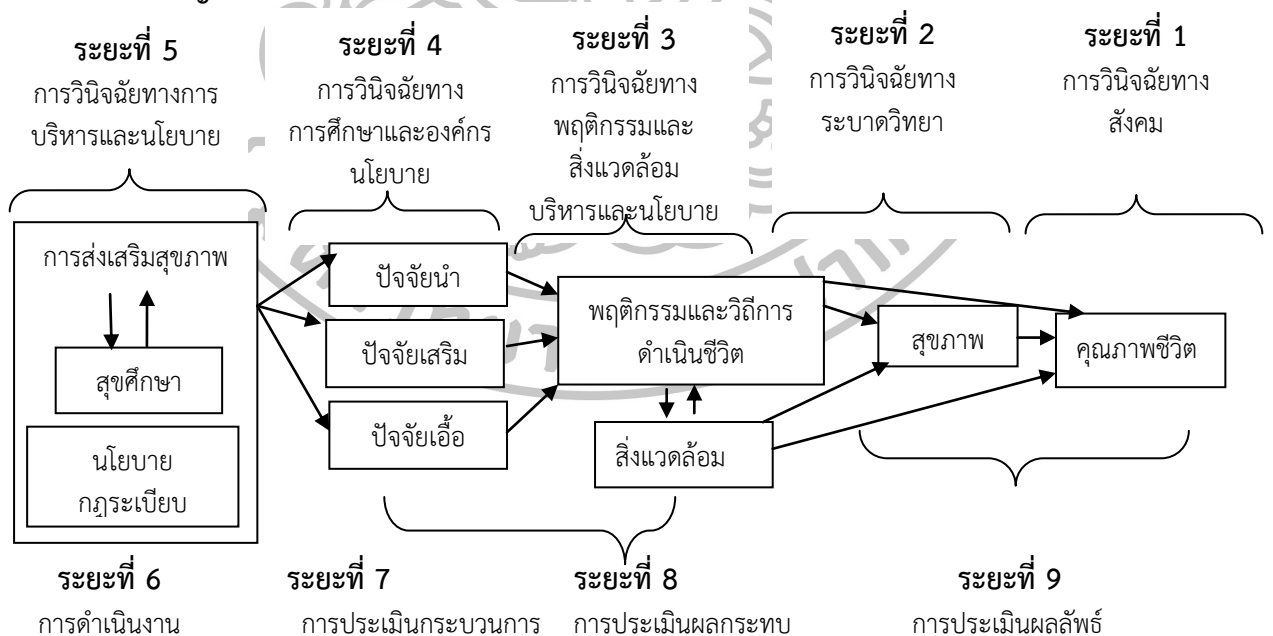 ระยะที่ 5
การวินิจฉัยทางการ
บริหารและนโยบาย
ระยะที่ 4
การวินิจฉัยทาง
การศึกษาและองค์กร
นโยบาย
ระยะที่ 3
การวินิจฉัยทาง
พฤติกรรมและ
สิ่งแวดล้อม
บริหารและนโยบาย
ระยะที่ 2
การวินิจฉัยทาง
ระบาดวิทยา
ระยะที่ 1
การวินิจฉัยทาง
สังคม
การส่งเสริมสุขภาพ
สุขศึกษา
นโยบาย
กฎระเบียบ
ปัจจัยนำ
ปัจจัยเสริม
ปัจจัยเอื้อ
พฤติกรรมและวิถีการ
ดำเนินชีวิต
สิ่งแวดล้อม
สุขภาพ
คุณภาพชีวิต
ระยะที่ 6
การดำเนินงาน
ระยะที่ 7
การประเมินกระบวนการ
ระยะที่ 8
การประเมินผลกระทบ
ระยะที่ 9
การประเมินผลลัพธ์